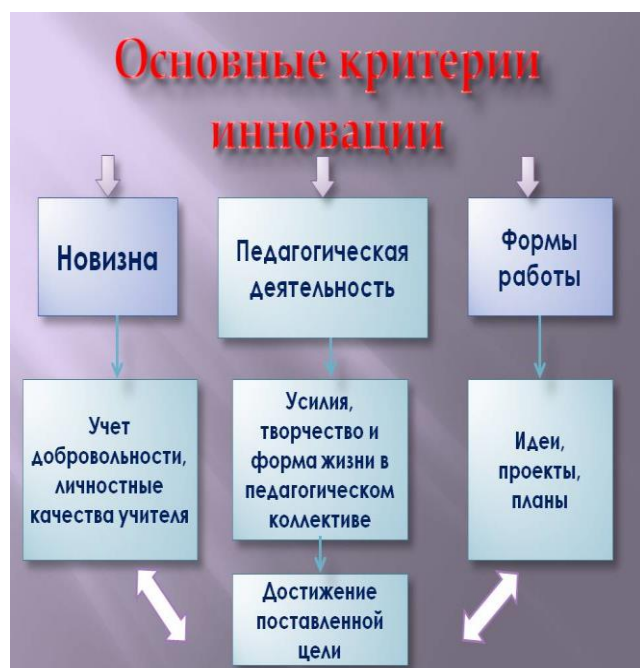 Основные критерии
инновации
Новизна
Педагогическая
деятельность
Формы
работы
Учет
добровольности,
личностные
качества учителя
Усилия,
творчество и
форма жизни в
педагогическом
коллективе
Идеи,
проекты,
планы
Достижение
поставленной
цели